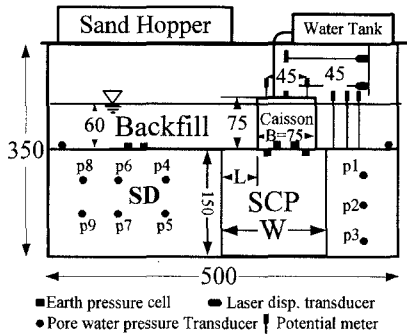 Sand Hopper
Water Tank
45
45
60
Backfill
75
Caisson
B=75
350
p8 p6 p4
SD
p9 p7 p5
150
L
SCP
W
p1
p2
p3
500
Earth pressure cell Laser disp. transducer
Pore water pressure Transducer Potential meter